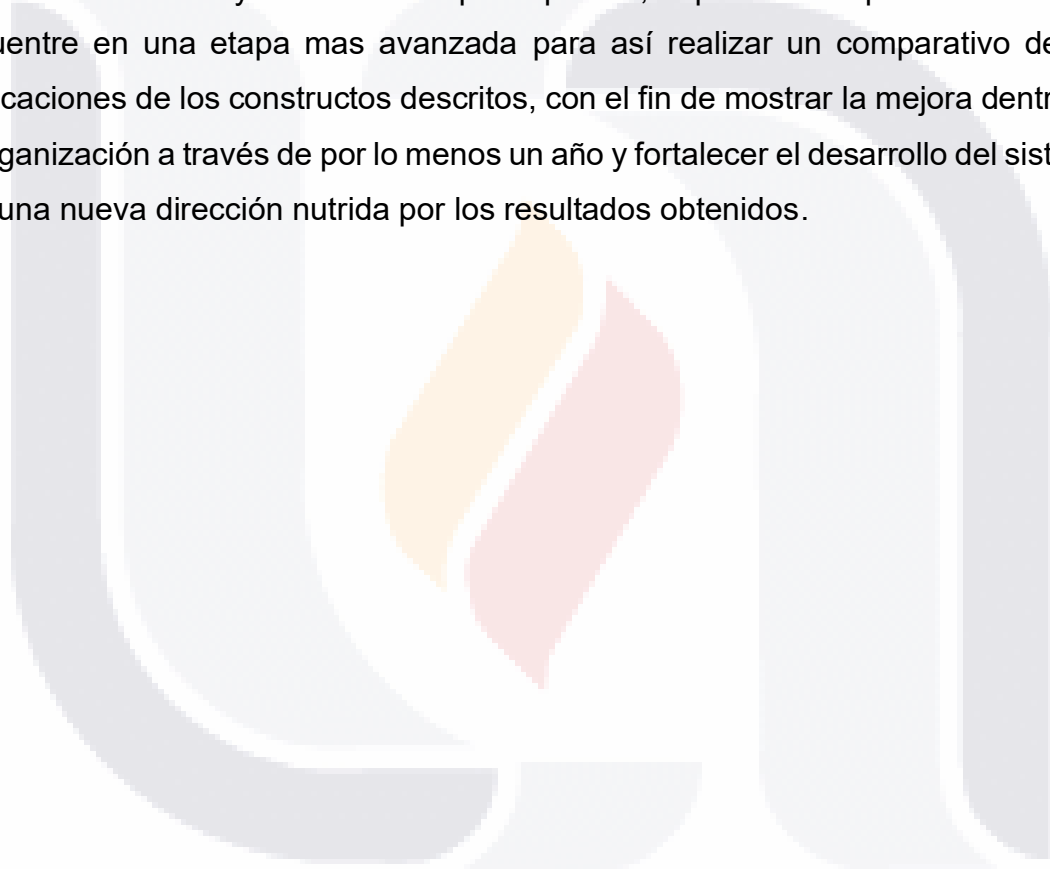 uentre en una etapa mas avanzada para así realizar un comparativo de
caciones de los constructos descritos, con el fin de mostrar la mejora dentr
ganización a través de por lo menos un año y fortalecer el desarrollo del sist
una nueva dirección nutrida por los resultados obtenidos.